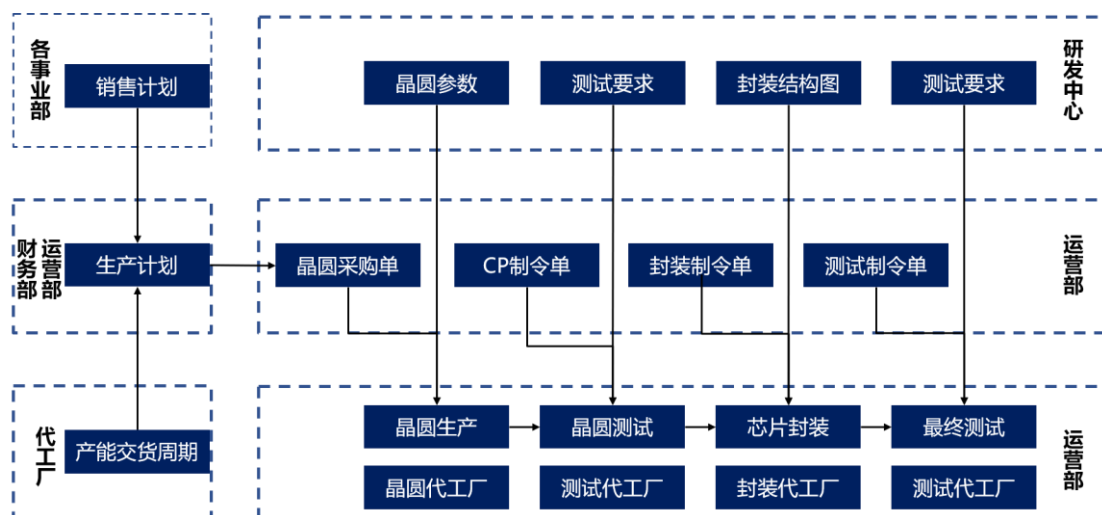 各事业部
销售计划
晶圆参数
测试要求
封装结构图
测试要求
研发中心
财务部
运营部
生产计划
晶圆采购单
CP制令单
封装制令单
测试制令单
运营部
代工厂
产能交货周期
晶圆生产
晶圆测试
芯片封装
最终测试
晶圆代工厂
测试代工厂
封装代工厂
测试代工厂
运营部